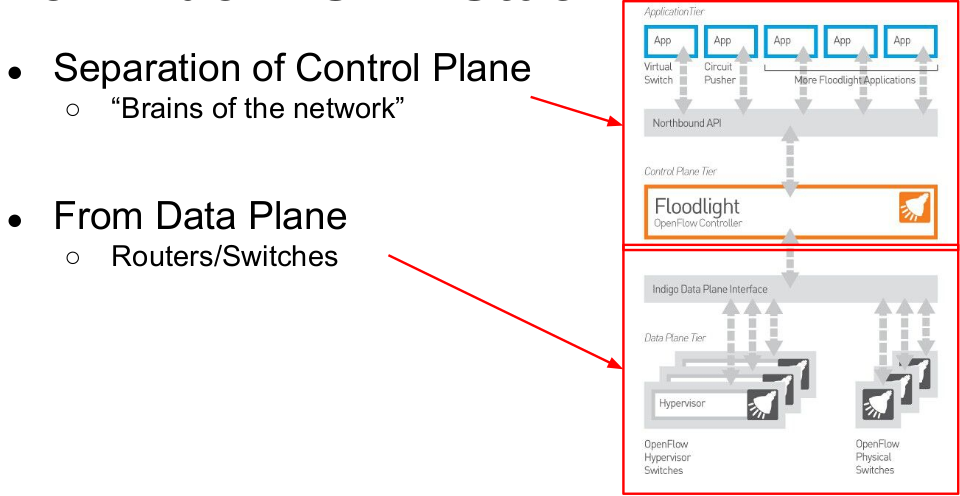 Separation of Control Plane
“Brains of the network”
From Data Plane
Routers/Switches
ApplicationTier
App App App App App
Virtual Switch
Circuit Pusher
More Floodlight Applications
Northbound API
Control Plane Tier
Floodlight
OpenFlow Controller
Indigo Data Plane Interface
Data Plane Tier
Hypervisor
OpenFlow
Hypervisor
Switches
OpenFlow
Physical
Switches